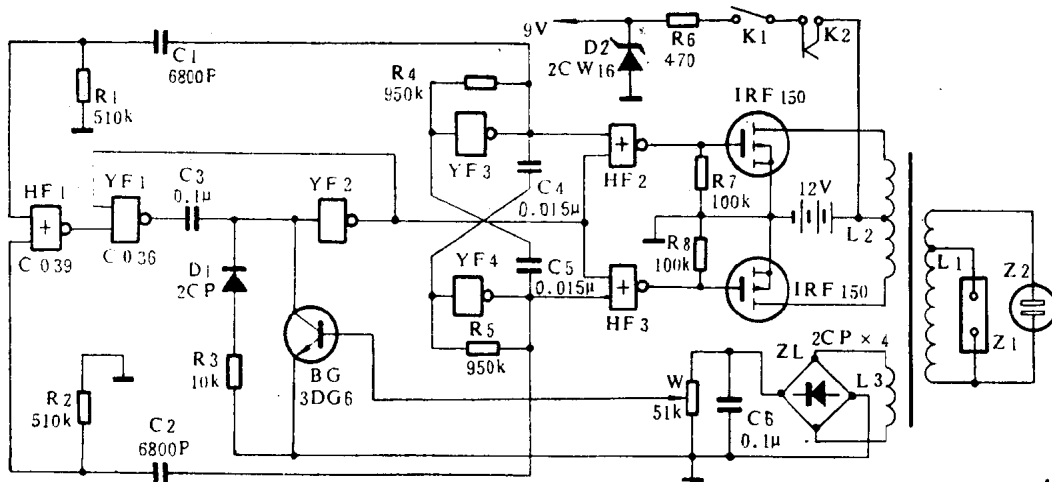 C1
6800P
R1
510k
HF1
C039
YF1
C036
C3
0.1μ
D1
2CP
R3
10k
BG
3DG6
R2
510k
C2
6800P
YF2
R4
950k
YF3
C4
0.015μ
C5
0.015μ
YF4
R5
950k
9V
D2
2CW16
R6
470
K1
K2
HF2
HF3
IRF150
R7
100k
R8
100k
12V
IRF150
L2
L1
Z1
Z2
W
51k
C6
0.1μ
ZL
2CP×4
L3